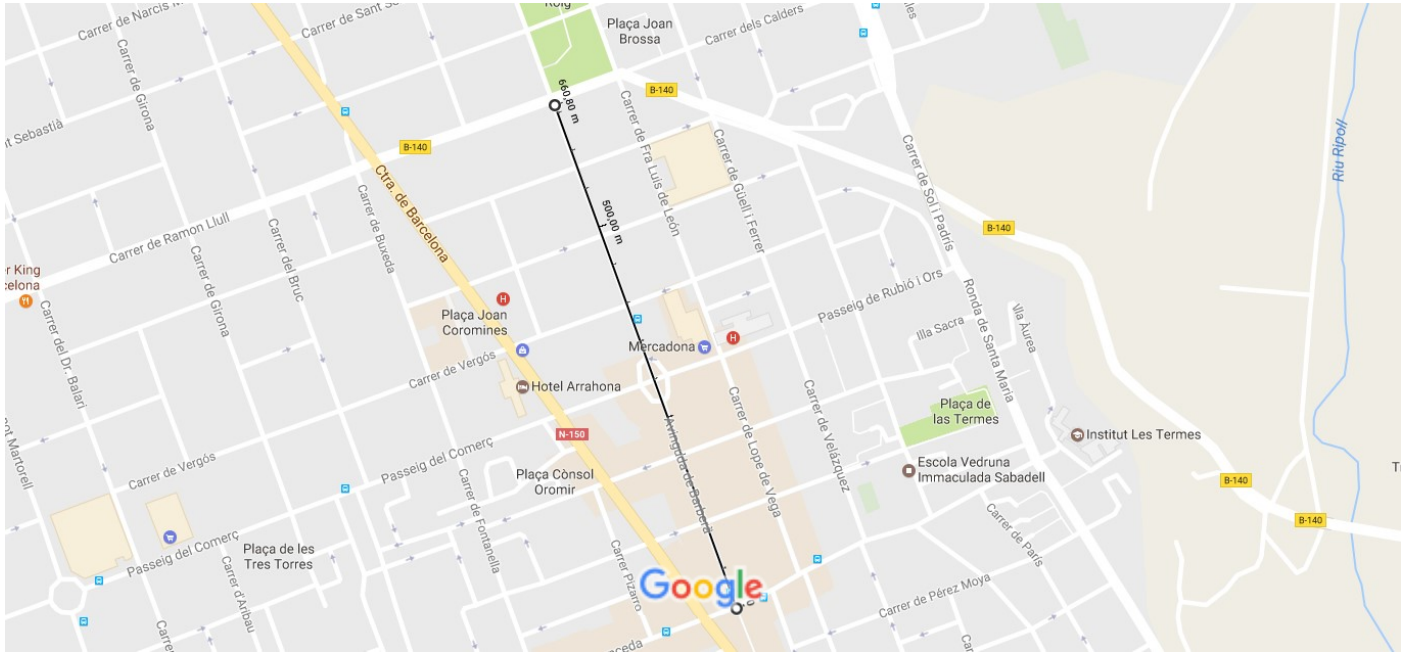 Carrer de Narcís M
Carrer de Sant S
Roig
Plaça Joan
Brossa
Carrer dels Calders
les
B-140
660,80 m
nt Sebastià
Carrer de Girona
B-140
Ctra. de Barcelona
Carrer de Fra Luis de León
Carrer de Güell i Ferrer
Carrer de Sol i Padrís
Riu Ripoll
Carrer de Ramon Llull
Carrer de Buxeda
500,00 m
B-140
er King
celona
Carrer de Girona
Carrer del Bruc
H
Plaça Joan
Coromines
Passeig de Rubió i Ors
Illa Sacra
Illa Àurea
Ronda de Santa Maria
Carrer del Dr. Balari
Carrer de Vergós
Mercadona
H
Hotel Arrahona
Carrer de Lope de Vega
Carrer de Velázquez
Plaça de
las Termes
Institut Les Termes
N-150
Avinguda de Barberà
ot Martorell
Carrer de Vergós
Passeig del Comerç
Plaça Cònsol
Oromir
Escola Vedruna
Immaculada Sabadell
T
B-140
B-140
Carrer de Fontanella
Carrer de París
Passeig del Comerç
Plaça de les
Tres Torres
Carrer d'Aribau
Carrer Pizarro
Google
0
Carrer de Pérez Moya
ceda